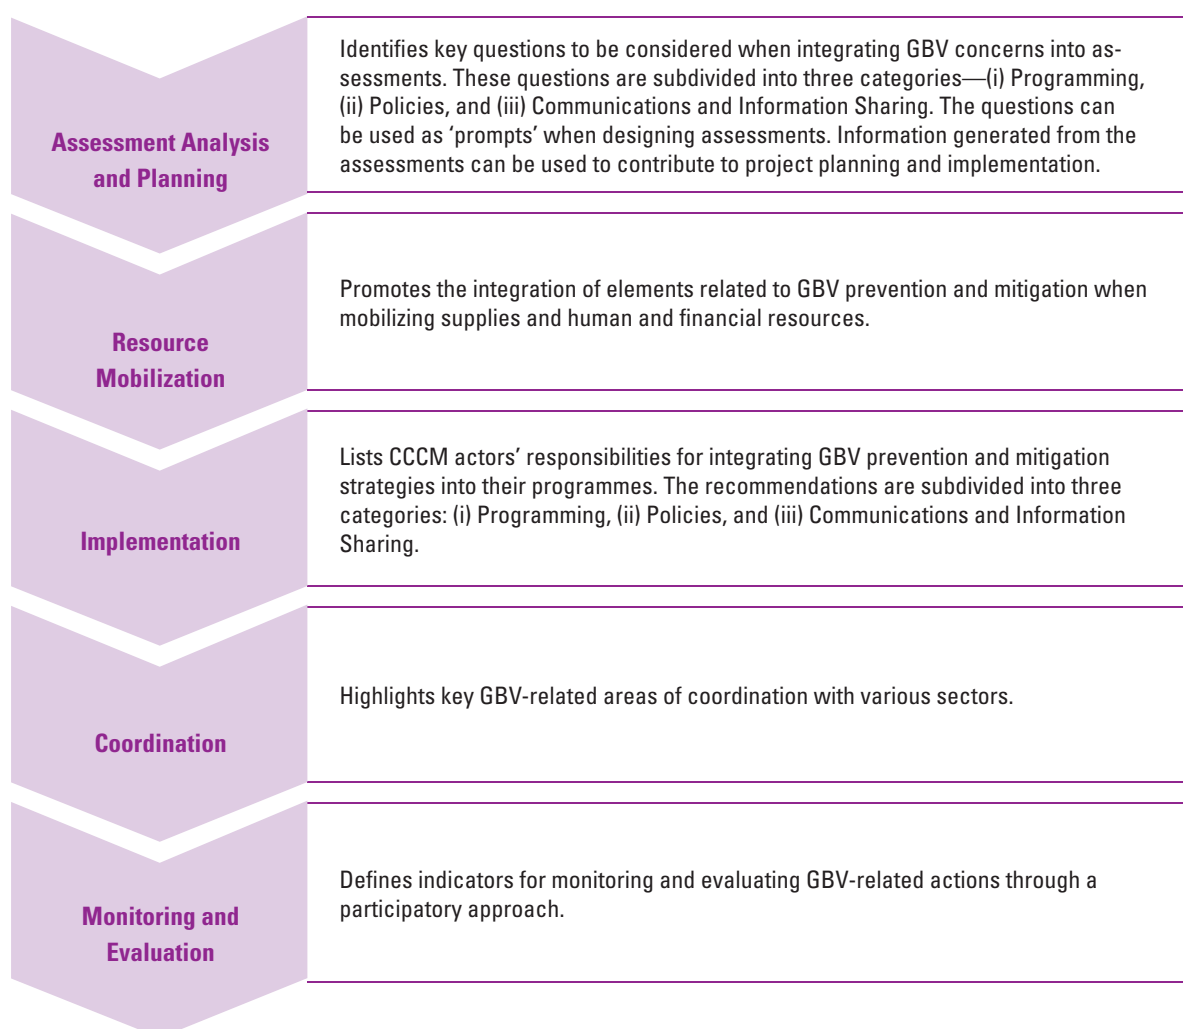 Assessment Analysis
and Planning
Identifies key questions to be considered when integrating GBV concerns into as-
sessments. These questions are subdivided into three categories—(i) Programming,
(ii) Policies, and (iii) Communications and Information Sharing. The questions can
be used as ‘prompts’ when designing assessments. Information generated from the
assessments can be used to contribute to project planning and implementation.
Resource
Mobilization
Promotes the integration of elements related to GBV prevention and mitigation when
mobilizing supplies and human and financial resources.
Implementation
Lists CCCM actors’ responsibilities for integrating GBV prevention and mitigation
strategies into their programmes. The recommendations are subdivided into three
categories: (i) Programming, (ii) Policies, and (iii) Communications and Information
Sharing.
Coordination
Highlights key GBV-related areas of coordination with various sectors.
Monitoring and
Evaluation
Defines indicators for monitoring and evaluating GBV-related actions through a
participatory approach.